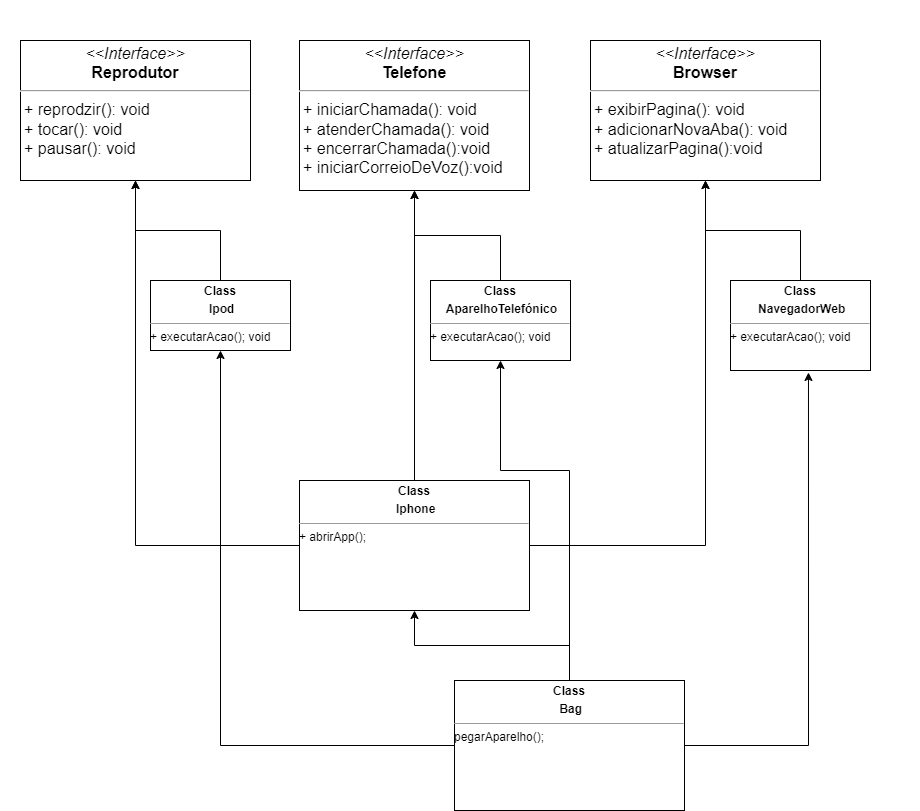 <<Interface>>
Reprodutor
+ reprodzir(): void
+ tocar(): void
+ pausar(): void
<<Interface>>
Telefone
+ iniciarChamada(): void
+ atenderChamada(): void
+ encerrarChamada():void
+ iniciarCorreioDeVoz():void
<<Interface>>
Browser
+ exibirPagina(): void
+ adicionarNovaAba(): void
+ atualizarPagina():void
Class
Ipod
+ executarAcao(); void
Class
AparelhoTelefónico
+ executarAcao(); void
Class
NavegadorWeb
+ executarAcao(); void
Class
Iphone
+ abrirApp();
Class
Bag
pegarAparelho();